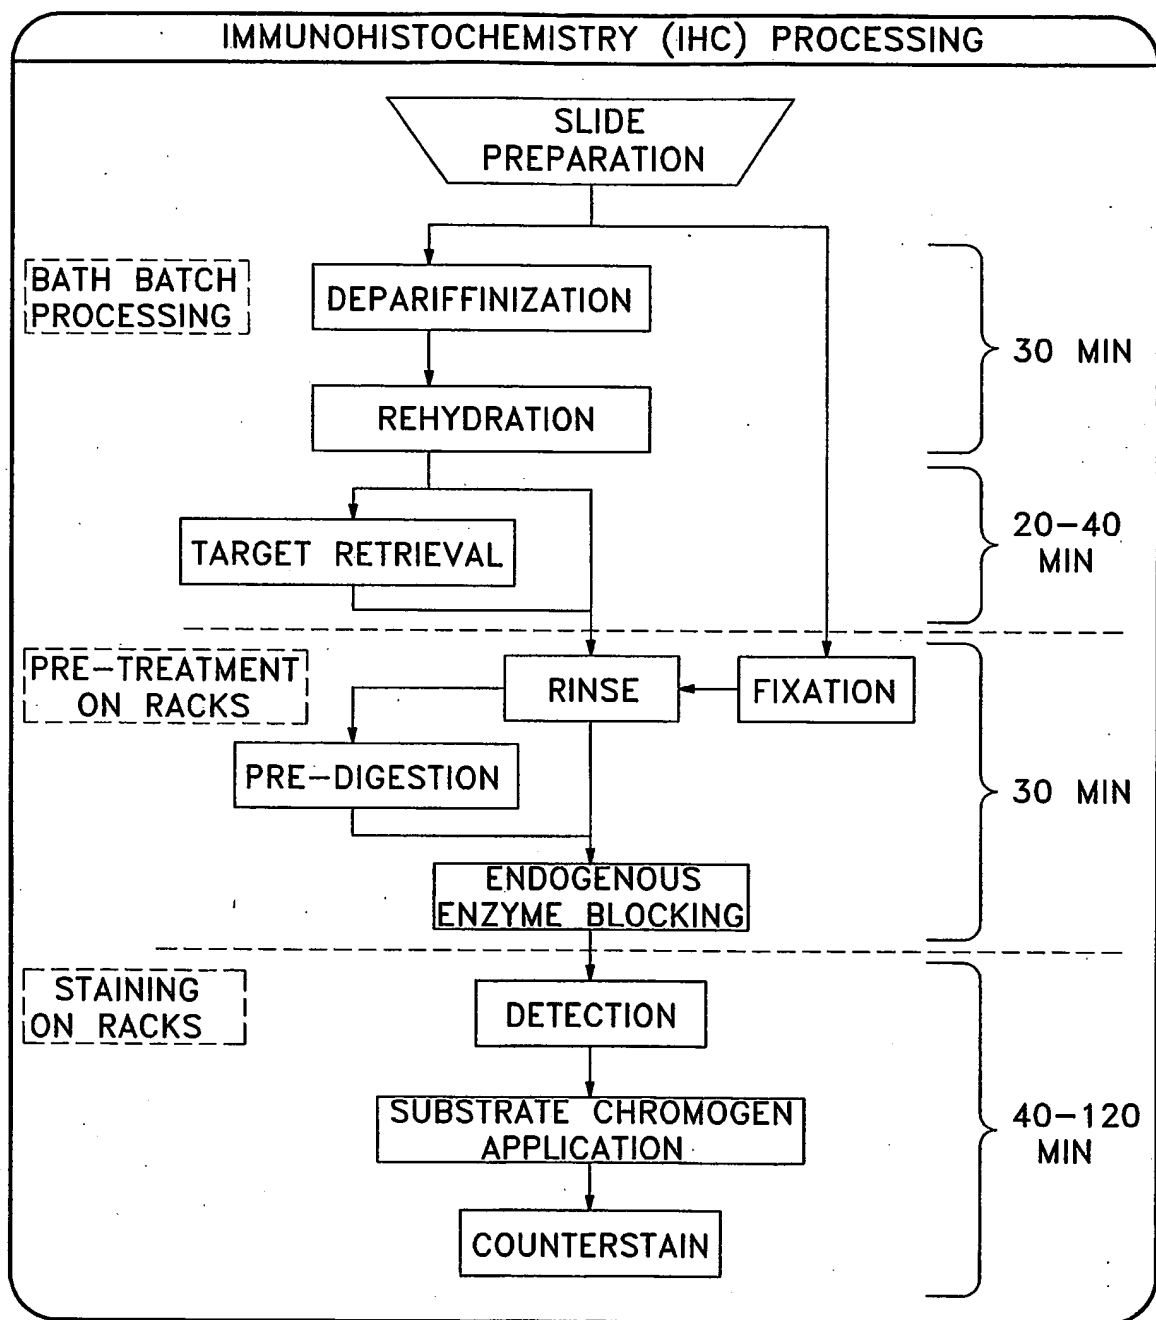 IMMUNOHISTOCHEMISTRY (IHC) PROCESSING
SLIDE
PREPARATION
BATH BATCH
PROCESSING
DEPARIFFINIZATION
30 MIN
REHYDRATION
TARGET RETRIEVAL
20-40
MIN
PRE-TREATMENT
ON RACKS
RINSE
FIXATION
PRE-DIGESTION
30 MIN
ENDOGENOUS
ENZYME BLOCKING
STAINING
ON RACKS
DETECTION
SUBSTRATE CHROMOGEN
APPLICATION
40-120
MIN
COUNTERSTAIN